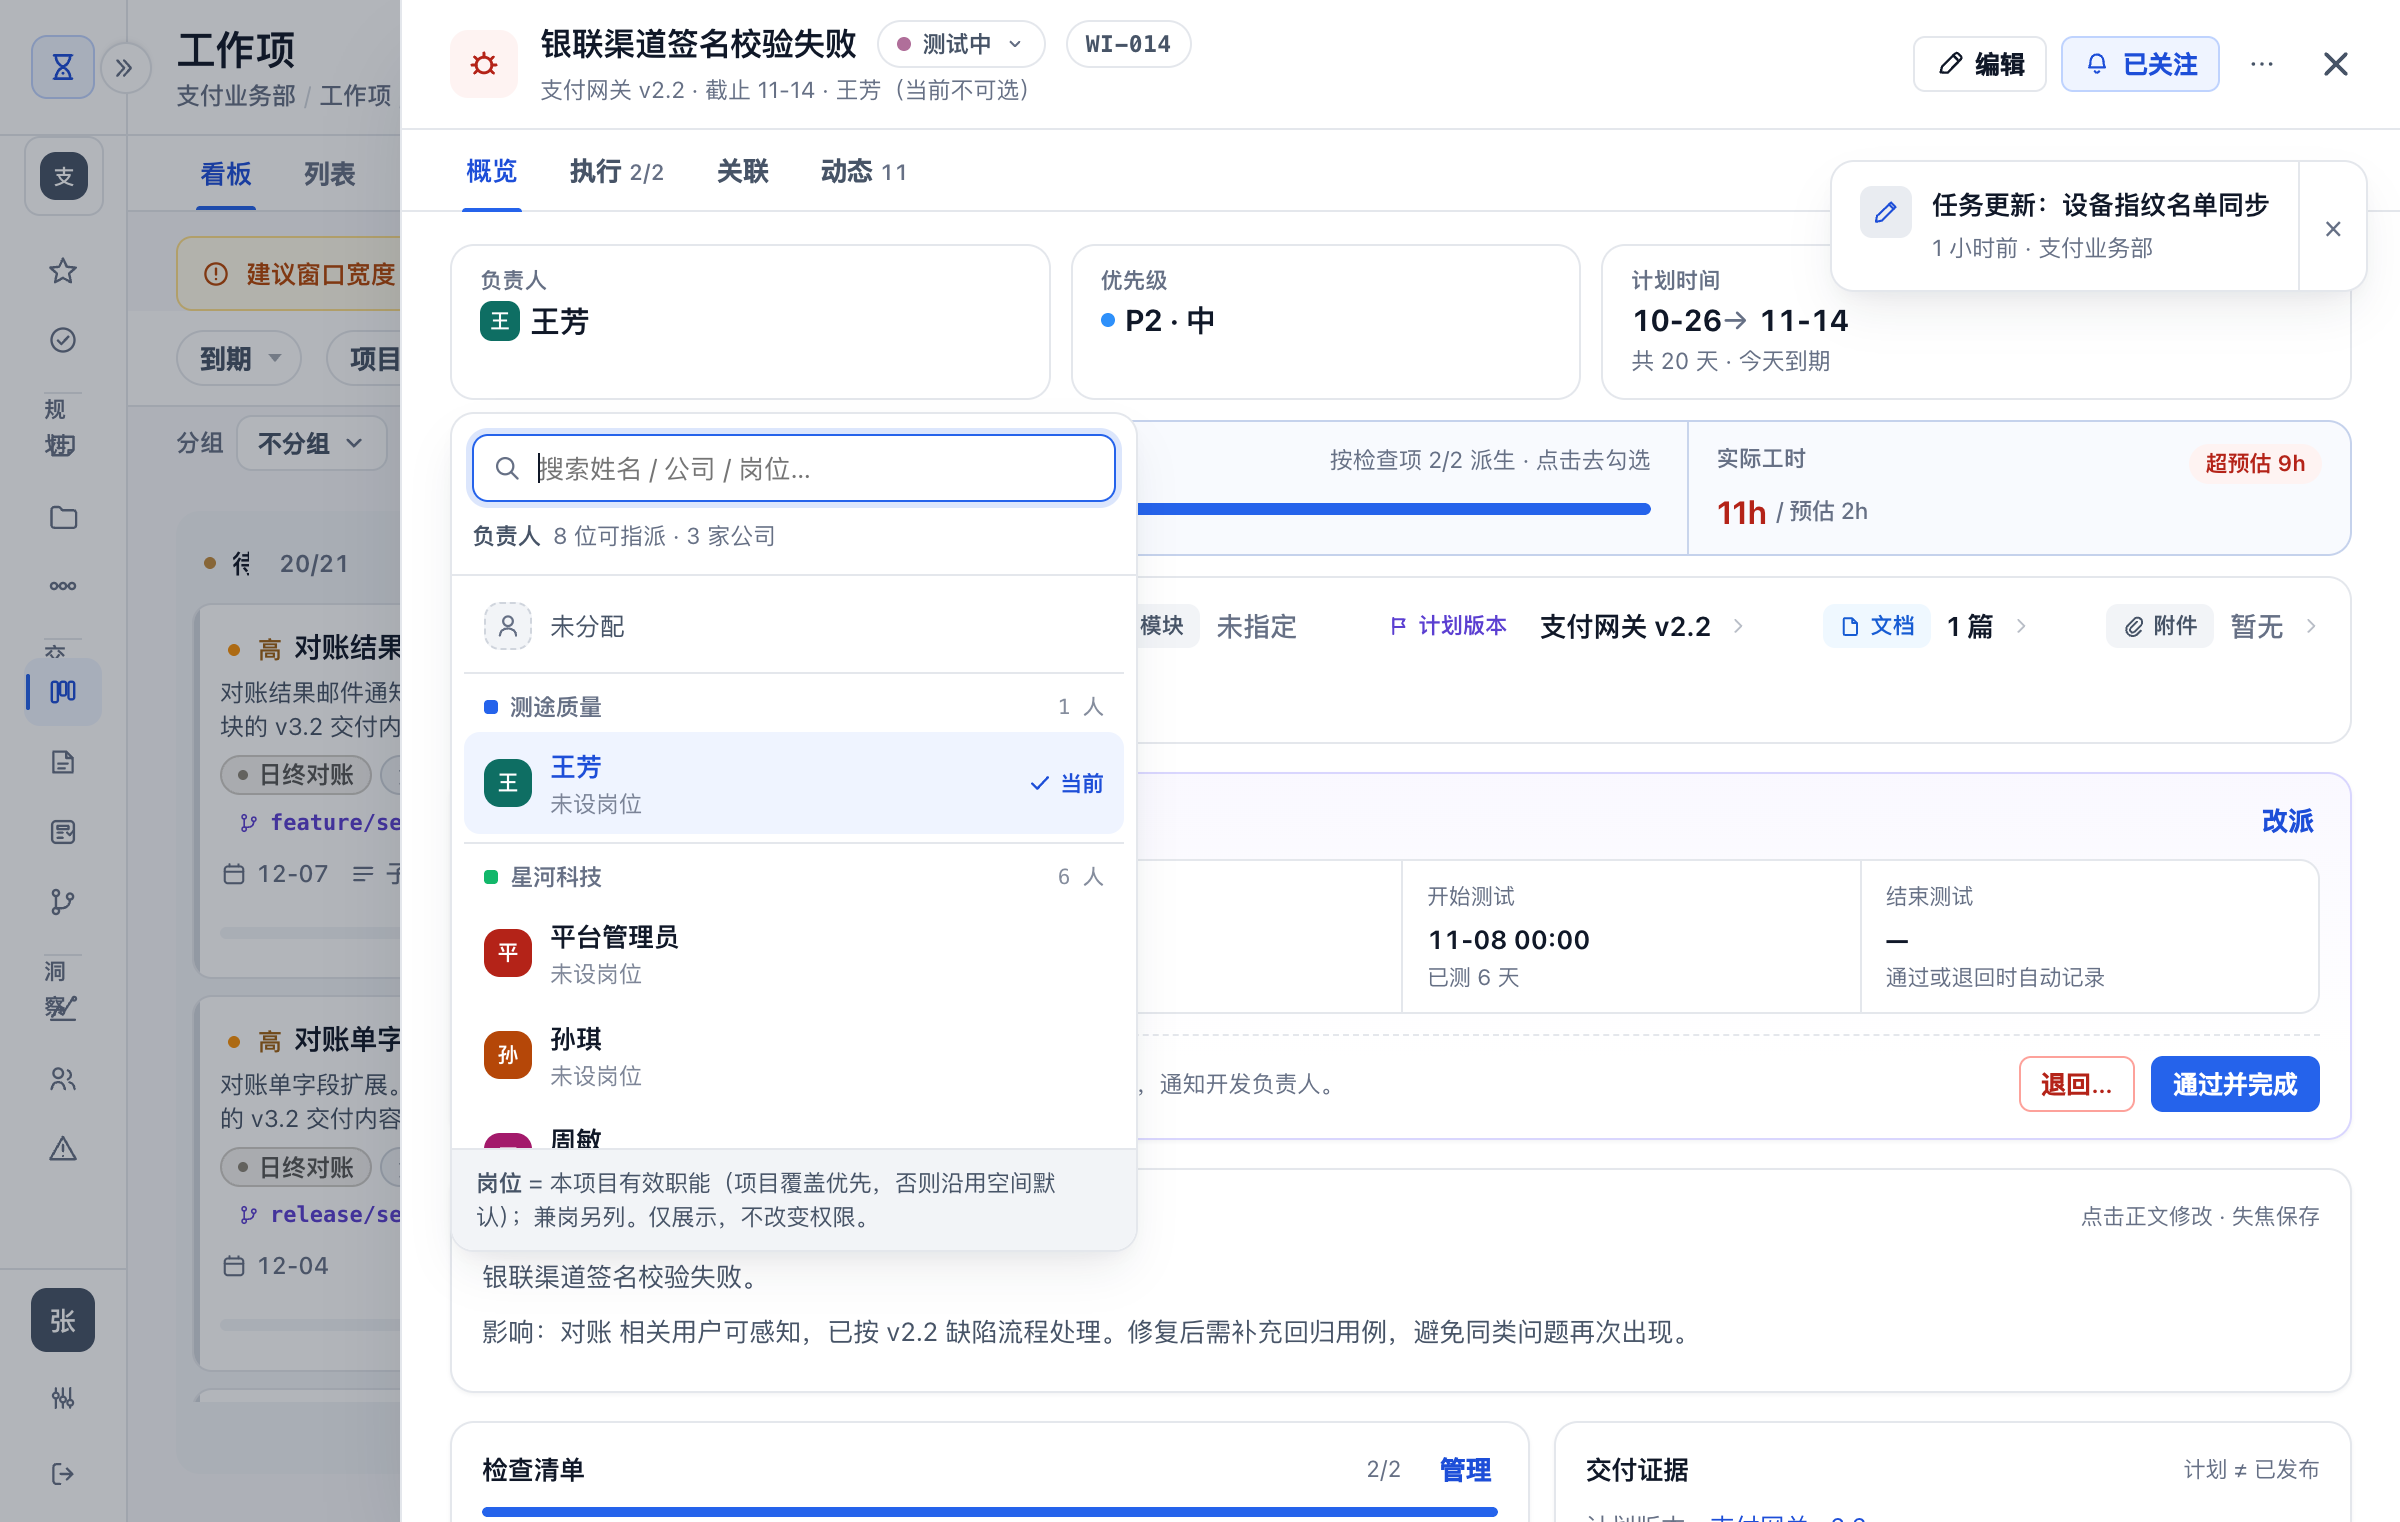 工作项
支付业务部 / 工作项
支
看板
列表
建议窗口宽度
到期
项目
分组
不分组
规
20/21
高 对账结果
对账结果邮件通知
块的 v3.2 交付内
日终对账
feature/se
12-07
高 对账单字
对账单字段扩展。
的 v3.2 交付内容
日终对账
release/se
12-04
洞
察
张
银联渠道签名校验失败
测试中
WI-014
支付网关 v2.2 · 截止 11-14 · 王芳（当前不可选）
编辑
已关注
概览
执行 2/2
关联
动态 11
任务更新：设备指纹名单同步
1 小时前 · 支付业务部
负责人
王 王芳
优先级
P2 · 中
计划时间
10-26→ 11-14
共 20 天 · 今天到期
搜索姓名 / 公司 / 岗位...
负责人 8 位可指派 · 3 家公司
未分配
测途质量
1 人
王 王芳
未设岗位
当前
星河科技
6 人
平 平台管理员
未设岗位
孙 孙琪
未设岗位
周敏
岗位 = 本项目有效职能（项目覆盖优先，否则沿用空间默
认）；兼岗另列。仅展示，不改变权限。
按检查项 2/2 派生 · 点击去勾选
实际工时
超预估 9h
11h / 预估 2h
模块 未指定
计划版本 支付网关 v2.2
文档 1 篇
附件 暂无
改派
开始测试
11-08 00:00
已测 6 天
结束测试
—
通过或退回时自动记录
，通知开发负责人。
退回...
通过并完成
点击正文修改 · 失焦保存
银联渠道签名校验失败。
影响：对账 相关用户可感知，已按 v2.2 缺陷流程处理。修复后需补充回归用例，避免同类问题再次出现。
检查清单
2/2
管理
交付证据
计划 ≠ 已发布